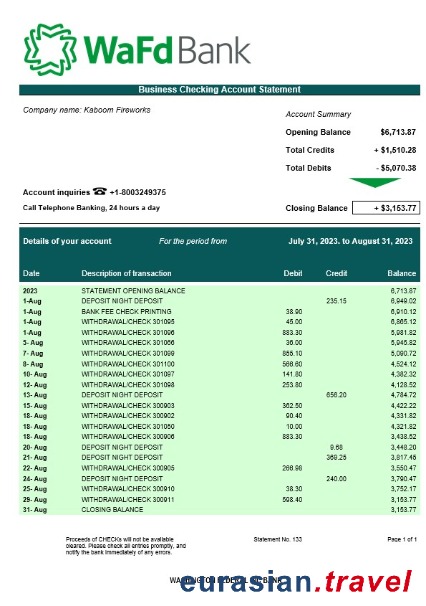 WaFd Bank
Business Checking Account Statement
Company name: Kaboom Fireworks
Account Summary
Opening Balance $6,713.87
Total Credits + $1,510.28
Total Debits - $5,070.38
Account inquiries ☎ +1-8003249375
Call Telephone Banking, 24 hours a day
Closing Balance + $3,153.77
Details of your account For the period from July 31, 2023. to August 31, 2023
Date Description of transaction Debit Credit Balance
2023 STATEMENT OPENING BALANCE 6,713.87
1-Aug DEPOSIT NIGHT DEPOSIT 235.15 6,949.02
1-Aug BANK FEE CHECK PRINTING 38.90 6,910.12
1-Aug WITHDRAWAL/CHECK 301095 45.00 6,865.12
1-Aug WITHDRAWAL/CHECK 301096 883.30 5,981.82
5- Aug WITHDRAWAL/CHECK 301066 36.00 5,945.82
7- Aug WITHDRAWAL/CHECK 301099 855.10 5,090.72
8- Aug WITHDRAWAL/CHECK 301100 566.60 4,524.12
10- Aug WITHDRAWAL/CHECK 301097 141.80 4,382.32
12- Aug WITHDRAWAL/CHECK 301098 253.80 4,128.52
13- Aug DEPOSIT NIGHT DEPOSIT 656.20 4,784.72
15- Aug WITHDRAWAL/CHECK 300903 362.50 4,422.22
18- Aug WITHDRAWAL/CHECK 300902 90.40 4,331.82
18- Aug WITHDRAWAL/CHECK 301050 10.00 4,321.82
18- Aug WITHDRAWAL/CHECK 300906 883.30 3,438.52
20- Aug DEPOSIT NIGHT DEPOSIT 9.68 3,448.20
21- Aug DEPOSIT NIGHT DEPOSIT 369.25 3,817.45
22- Aug WITHDRAWAL/CHECK 300905 266.98 3,550.47
24- Aug DEPOSIT NIGHT DEPOSIT 240.00 3,790.47
25- Aug WITHDRAWAL/CHECK 300910 38.30 3,752.17
29- Aug WITHDRAWAL/CHECK 300911 598.40 3,153.77
31- Aug CLOSING BALANCE 3,153.77
Proceeds of CHECKs will not be available
cleared. Please check all entries promptly, and
notify the bank immediately of any errors.
Statement No. 133
Page 1 of 1
eurasian.travel